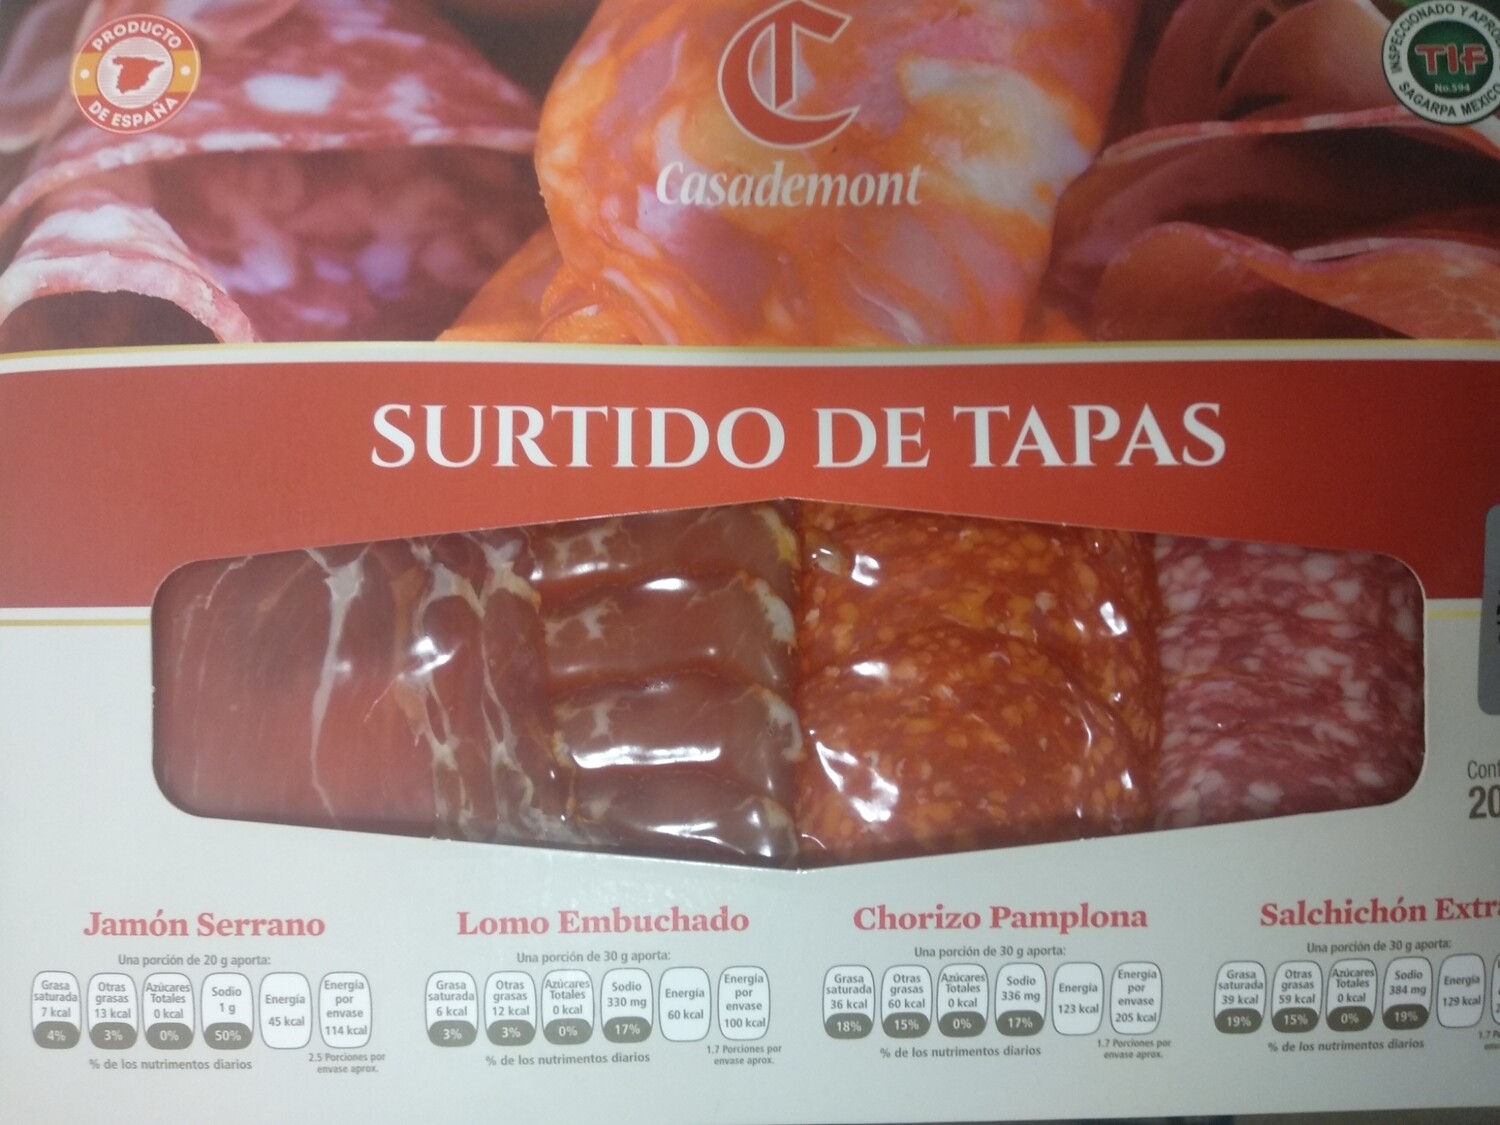 PRODUCTO
DE ESPAÑA
Casademont
INSPECCIONADO Y
TIF
No.594
SAGARPA MEXICO
SURTIDO DE TAPAS
20
Jamón Serrano
Una porción de 20 g aporta:
Grasa saturada 7 kcal 4%
Otras grasas 13 kcal 3%
Azúcares Totales 0 kcal 0%
Sodio 1 g 50%
Energía 45 kcal
Energía por envase 114 kcal
% de los nutrimentos diarios
2.5 Porciones por
envase aprox.
Lomo Embuchado
Una porción de 30 g aporta:
Grasa saturada 6 kcal 3%
Otras grasas 12 kcal 3%
Azúcares Totales 0 kcal 0%
Sodio 330 mg 17%
Energía 60 kcal
Energía por envase 100 kcal
% de los nutrimentos diarios
1.7 Porciones por
envase aprox.
Chorizo Pamplona
Una porción de 30 g aporta:
Grasa saturada 36 kcal 18%
Otras grasas 60 kcal 15%
Azúcares Totales 0 kcal 0%
Sodio 336 mg 17%
Energía 123 kcal
Energía por envase 205 kcal
% de los nutrimentos diarios
1.7 Porciones por
envase aprox.
Salchichón
Una porción de 30 g aporta:
Grasa saturada 39 kcal 19%
Otras grasas 59 kcal 15%
Azúcares Totales 0 kcal 0%
Sodio 384 mg 19%
Energía 129 kcal
% de los nutrimentos diarios
1.7